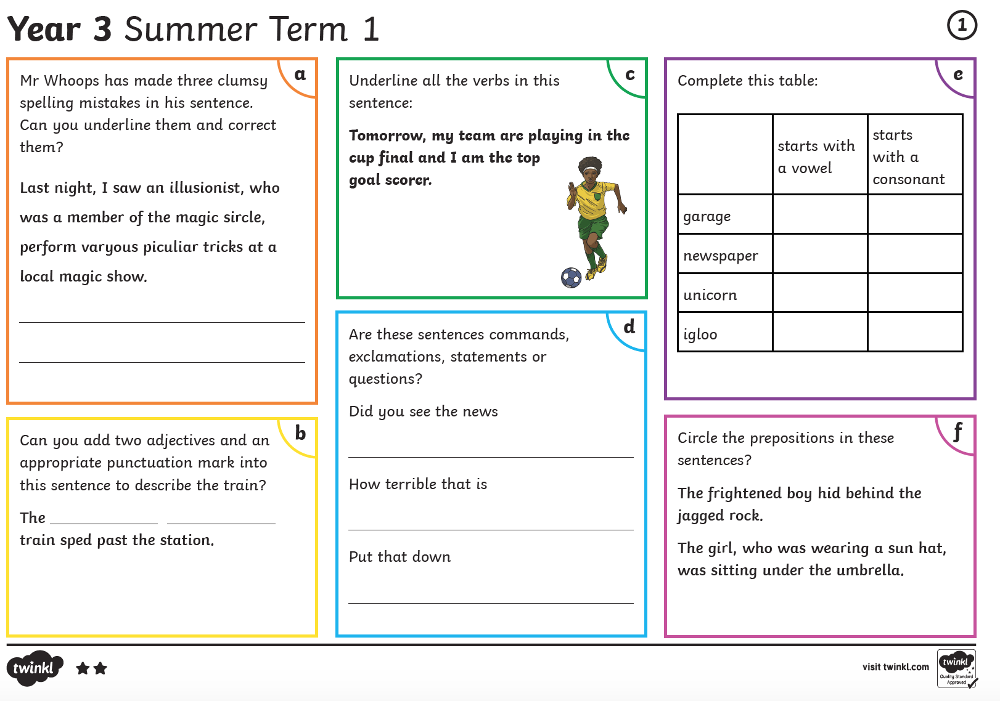 Year 3 Summer Term 1
1
a
Mr Whoops has made three clumsy
spelling mistakes in his sentence.
Can you underline them and correct
them?
Last night, I saw an illusionist, who
was a member of the magic sircle,
perform varyous piculiar tricks at a
local magic show.
b
Can you add two adjectives and an
appropriate punctuation mark into
this sentence to describe the train?
The
train sped past the station.
c
Underline all the verbs in this
sentence:
Tomorrow, my team are playing in the
cup final and I am the top
goal scorer.
d
Are these sentences commands,
exclamations, statements or
questions?
Did you see the news
How terrible that is
Put that down
e
Complete this table:
starts with
a vowel
starts
with a
consonant
garage
newspaper
unicorn
igloo
f
Circle the prepositions in these
sentences?
The frightened boy hid behind the
jagged rock.
The girl, who was wearing a sun hat,
was sitting under the umbrella.
twinkl
visit twinkl.com
twinkl
Quality Standard
Approved